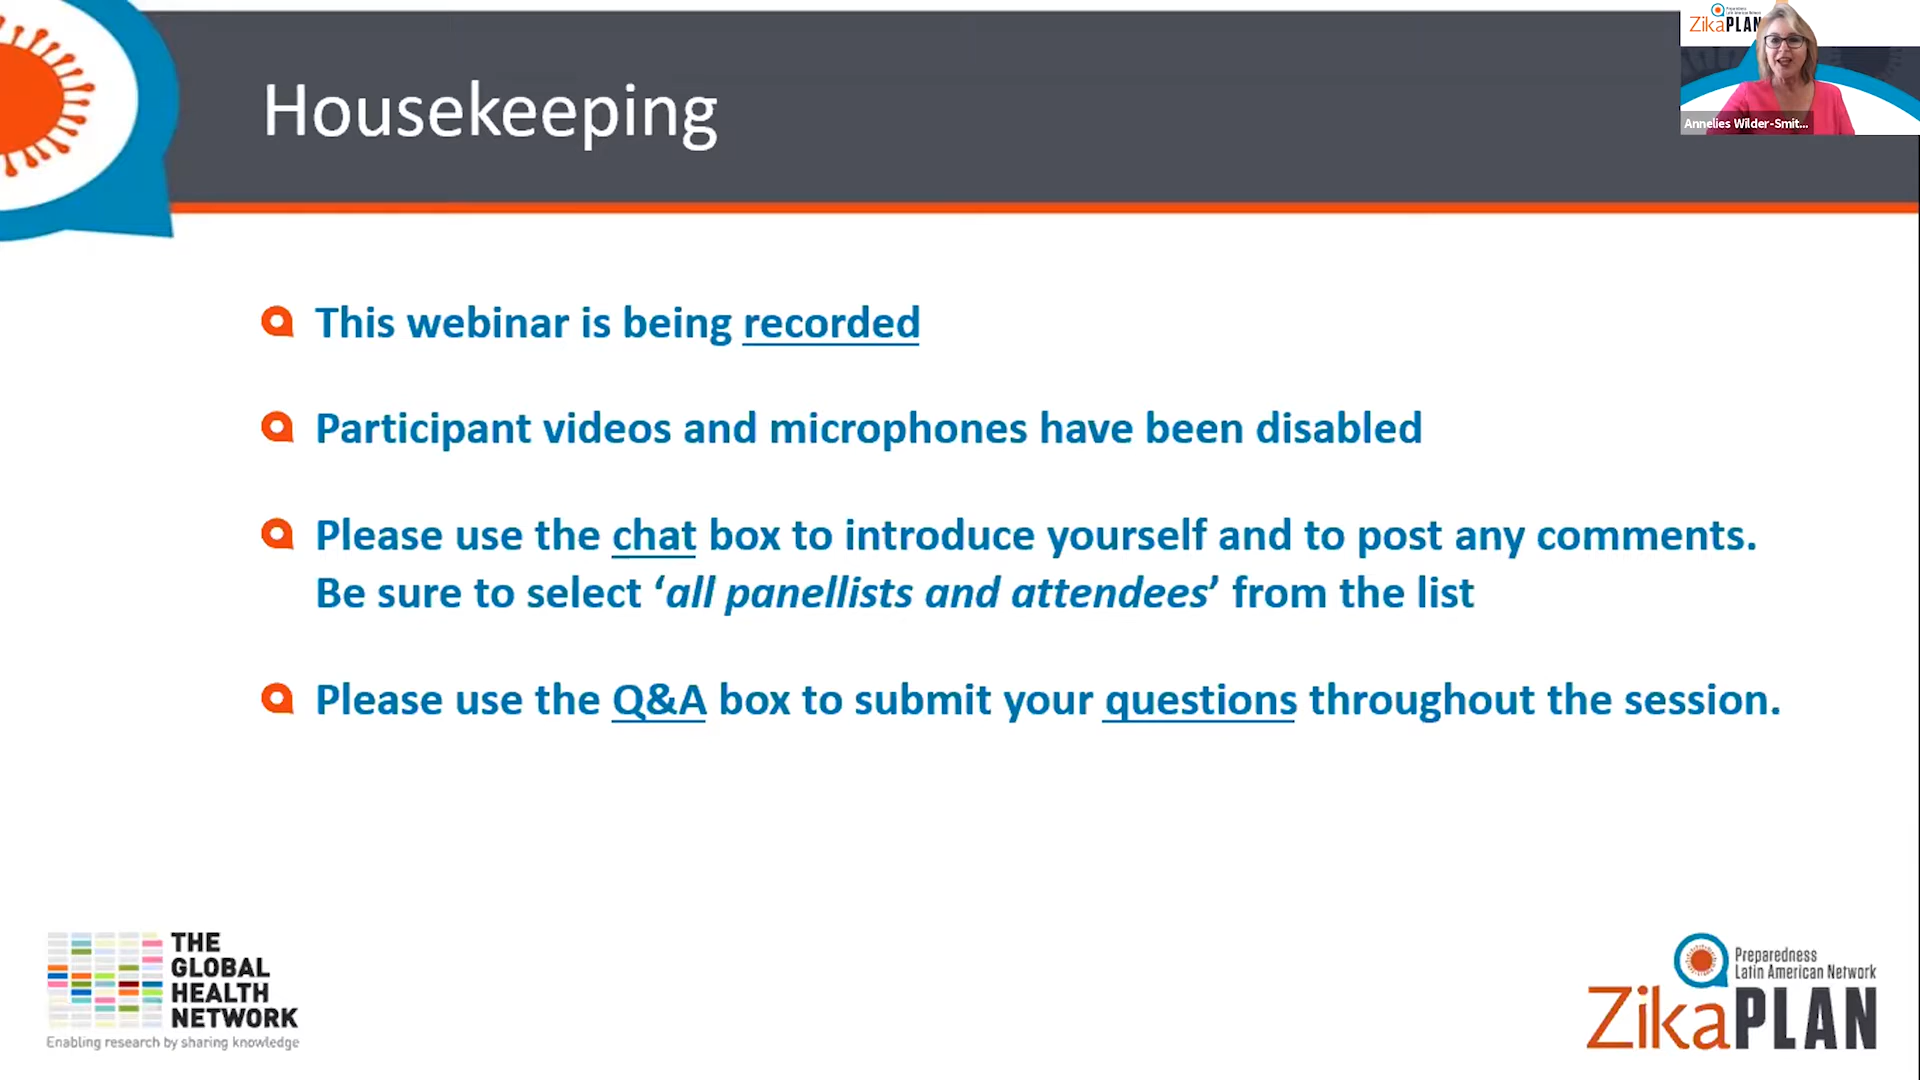 Housekeeping
ZikaPLAN
Annelies Wilder-Smit...
This webinar is being recorded
Participant videos and microphones have been disabled
Please use the chat box to introduce yourself and to post any comments.
Be sure to select ‘all panellists and attendees’ from the list
Please use the Q&A box to submit your questions throughout the session.
THE
GLOBAL
HEALTH
NETWORK
Enabling research by sharing knowledge
Preparedness
Latin American Network
ZikaPLAN